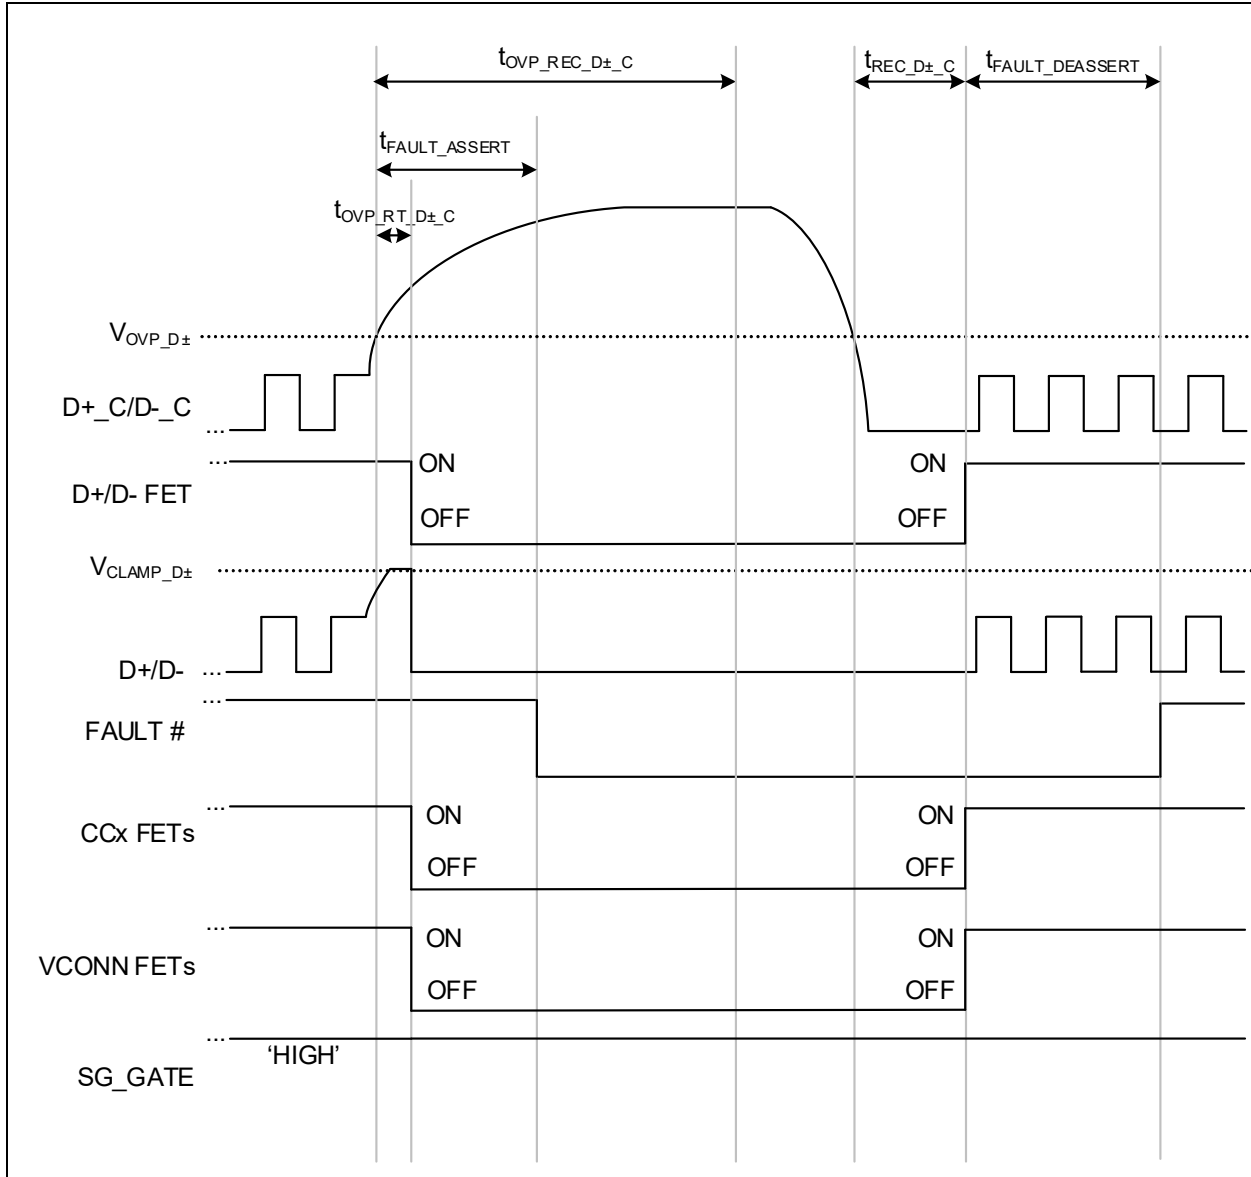 tOVP_REC_D±_C
tREC_D±_C
tFAULT_DEASSERT
tFAULT_ASSERT
tOVP_RT_D±_C
VOVP_D±
D+_C/D-_C
...
...
ON
ON
D+/D- FET
OFF
OFF
VCLAMP_D±
D+/D-
...
...
FAULT #
...
ON
ON
CCx FETs
OFF
OFF
...
ON
ON
VCONN FETs
OFF
OFF
...
'HIGH'
SG_GATE